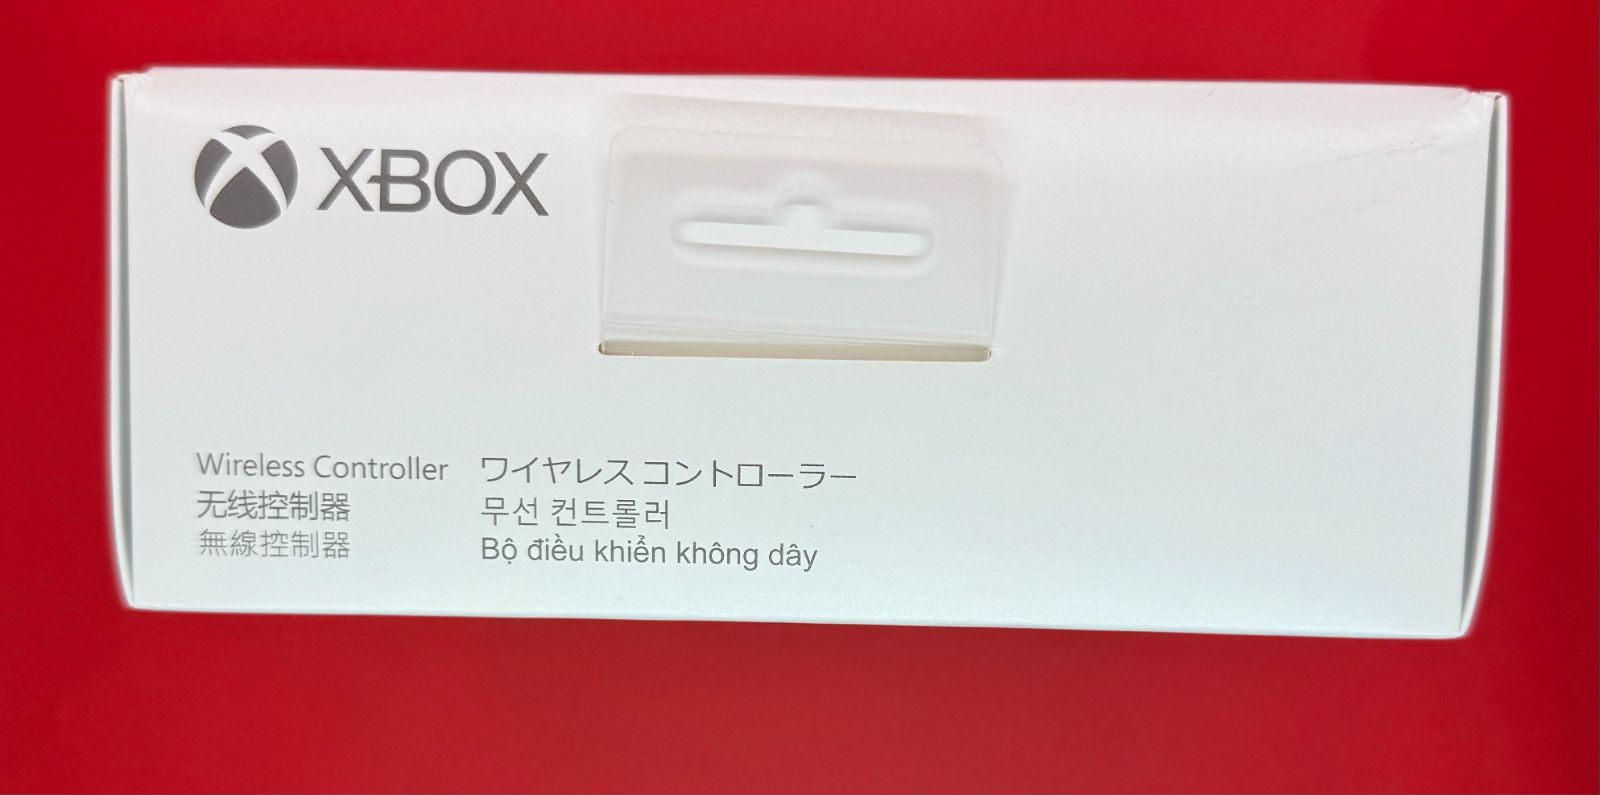 XBOX
Wireless Controller
无线控制器
無線控制器
ワイヤレス コントローラー
무선 컨트롤러
Bộ điều khiển không dây